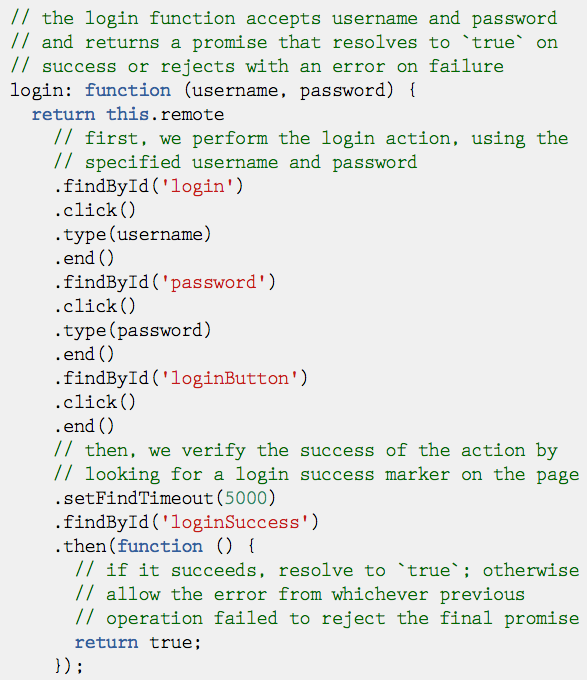 // the login function accepts username and password
// and returns a promise that resolves to `true` on
// success or rejects with an error on failure
login: function (username, password) {
  return this.remote
    // first, we perform the login action, using the
    // specified username and password
    .findById('login')
    .click()
    .type(username)
    .end()
    .findById('password')
    .click()
    .type(password)
    .end()
    .findById('loginButton')
    .click()
    .end()
    // then, we verify the success of the action by
    // looking for a login success marker on the page
    .setFindTimeout(5000)
    .findById('loginSuccess')
    .then(function () {
      // if it succeeds, resolve to `true`; otherwise
      // allow the error from whichever previous
      // operation failed to reject the final promise
      return true;
    });